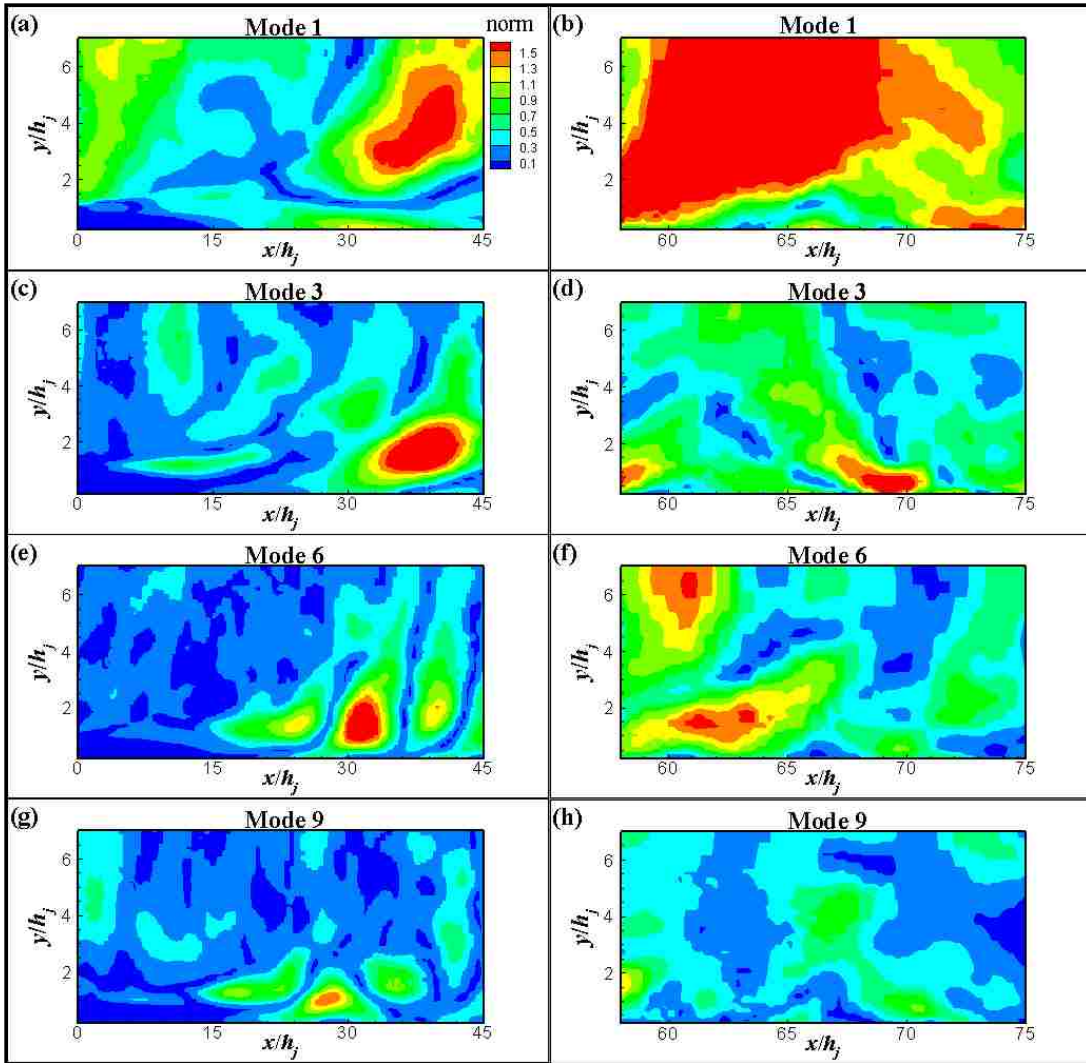 (a)
Mode 1
norm
1.5
1.3
1.1
0.9
0.7
0.5
0.3
0.1
y/hⱼ
6
4
2
0 15 30 45
x/hⱼ
(b)
Mode 1
y/hⱼ
6
4
2
60 65 70 75
x/hⱼ
(c)
Mode 3
y/hⱼ
6
4
2
0 15 30 45
x/hⱼ
(d)
Mode 3
y/hⱼ
6
4
2
60 65 70 75
x/hⱼ
(e)
Mode 6
y/hⱼ
6
4
2
0 15 30 45
x/hⱼ
(f)
Mode 6
y/hⱼ
6
4
2
60 65 70 75
x/hⱼ
(g)
Mode 9
y/hⱼ
6
4
2
0 15 30 45
x/hⱼ
(h)
Mode 9
y/hⱼ
6
4
2
60 65 70 75
x/hⱼ